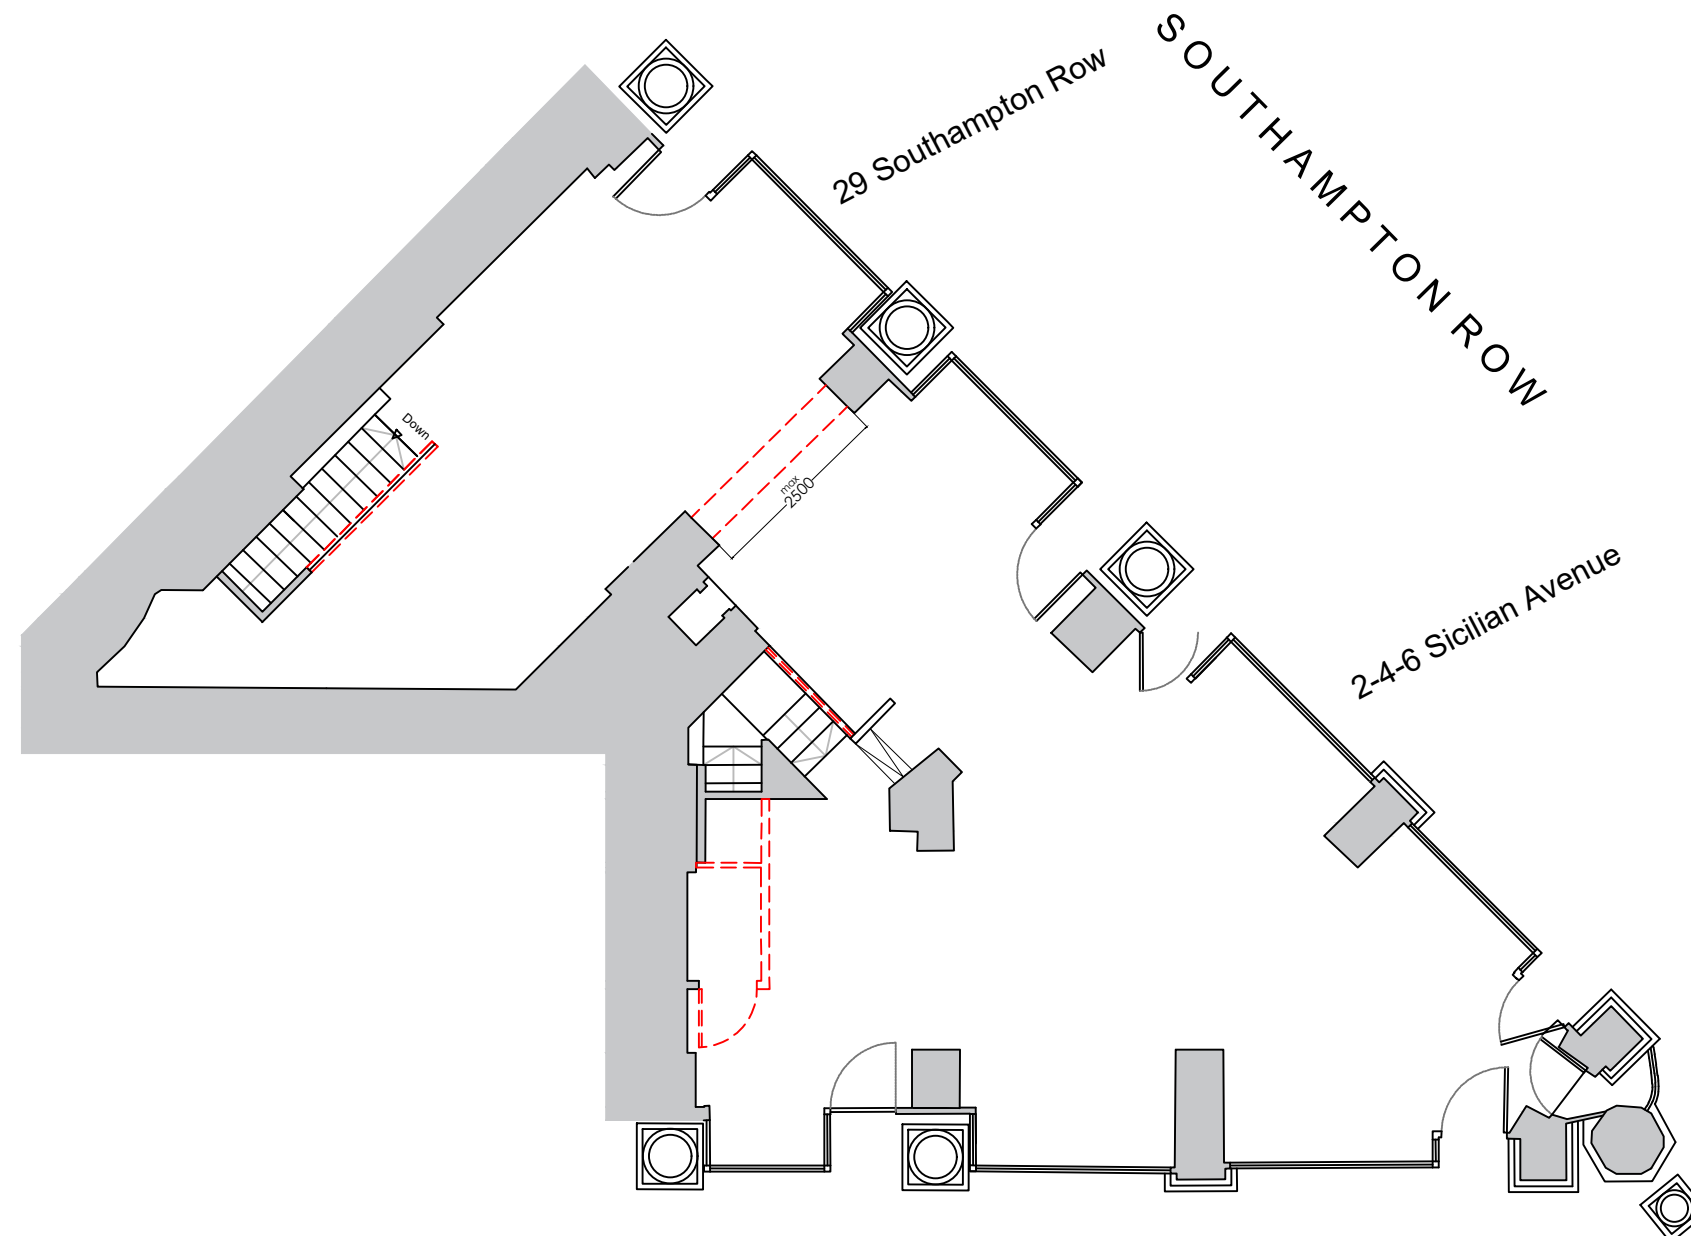 SOUTHAMPTON ROW
29 Southampton Row
Down
max
2500
2-4-6 Sicilian Avenue